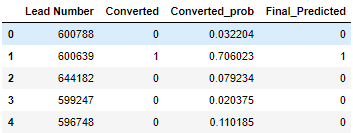 Lead Number Converted Converted_prob Final_Predicted
0 600788 0 0.032204 0
1 600639 1 0.706023 1
2 644182 0 0.079234 0
3 599247 0 0.020375 0
4 596748 0 0.110185 0